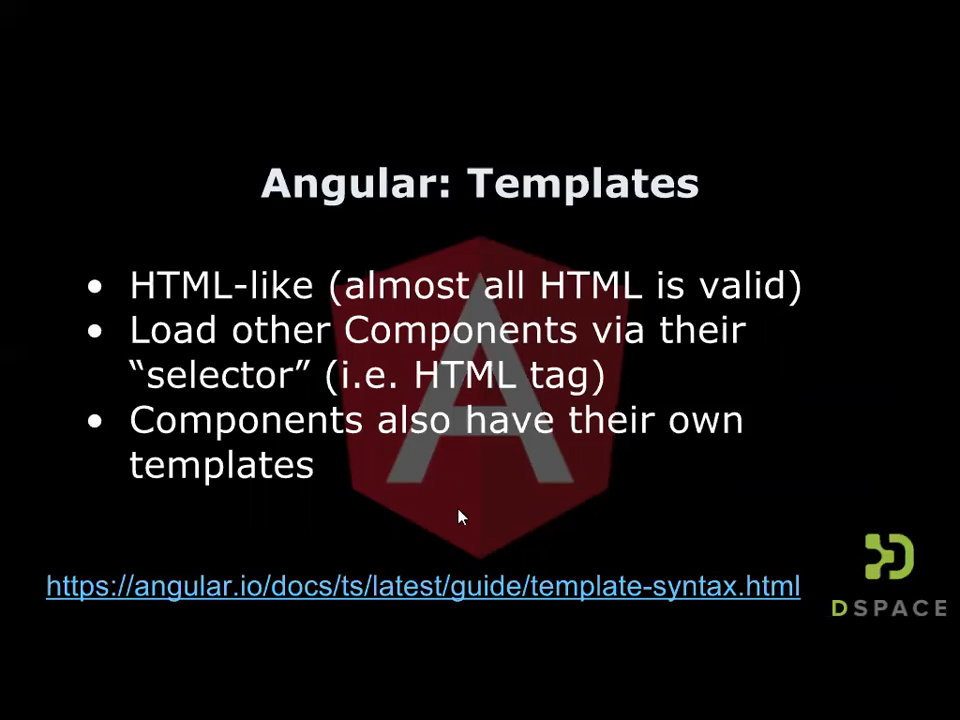 Angular: Templates
• HTML-like (almost all HTML is valid)
• Load other Components via their
“selector” (i.e. HTML tag)
• Components also have their own
templates
https://angular.io/docs/ts/latest/guide/template-syntax.html
DSPACE